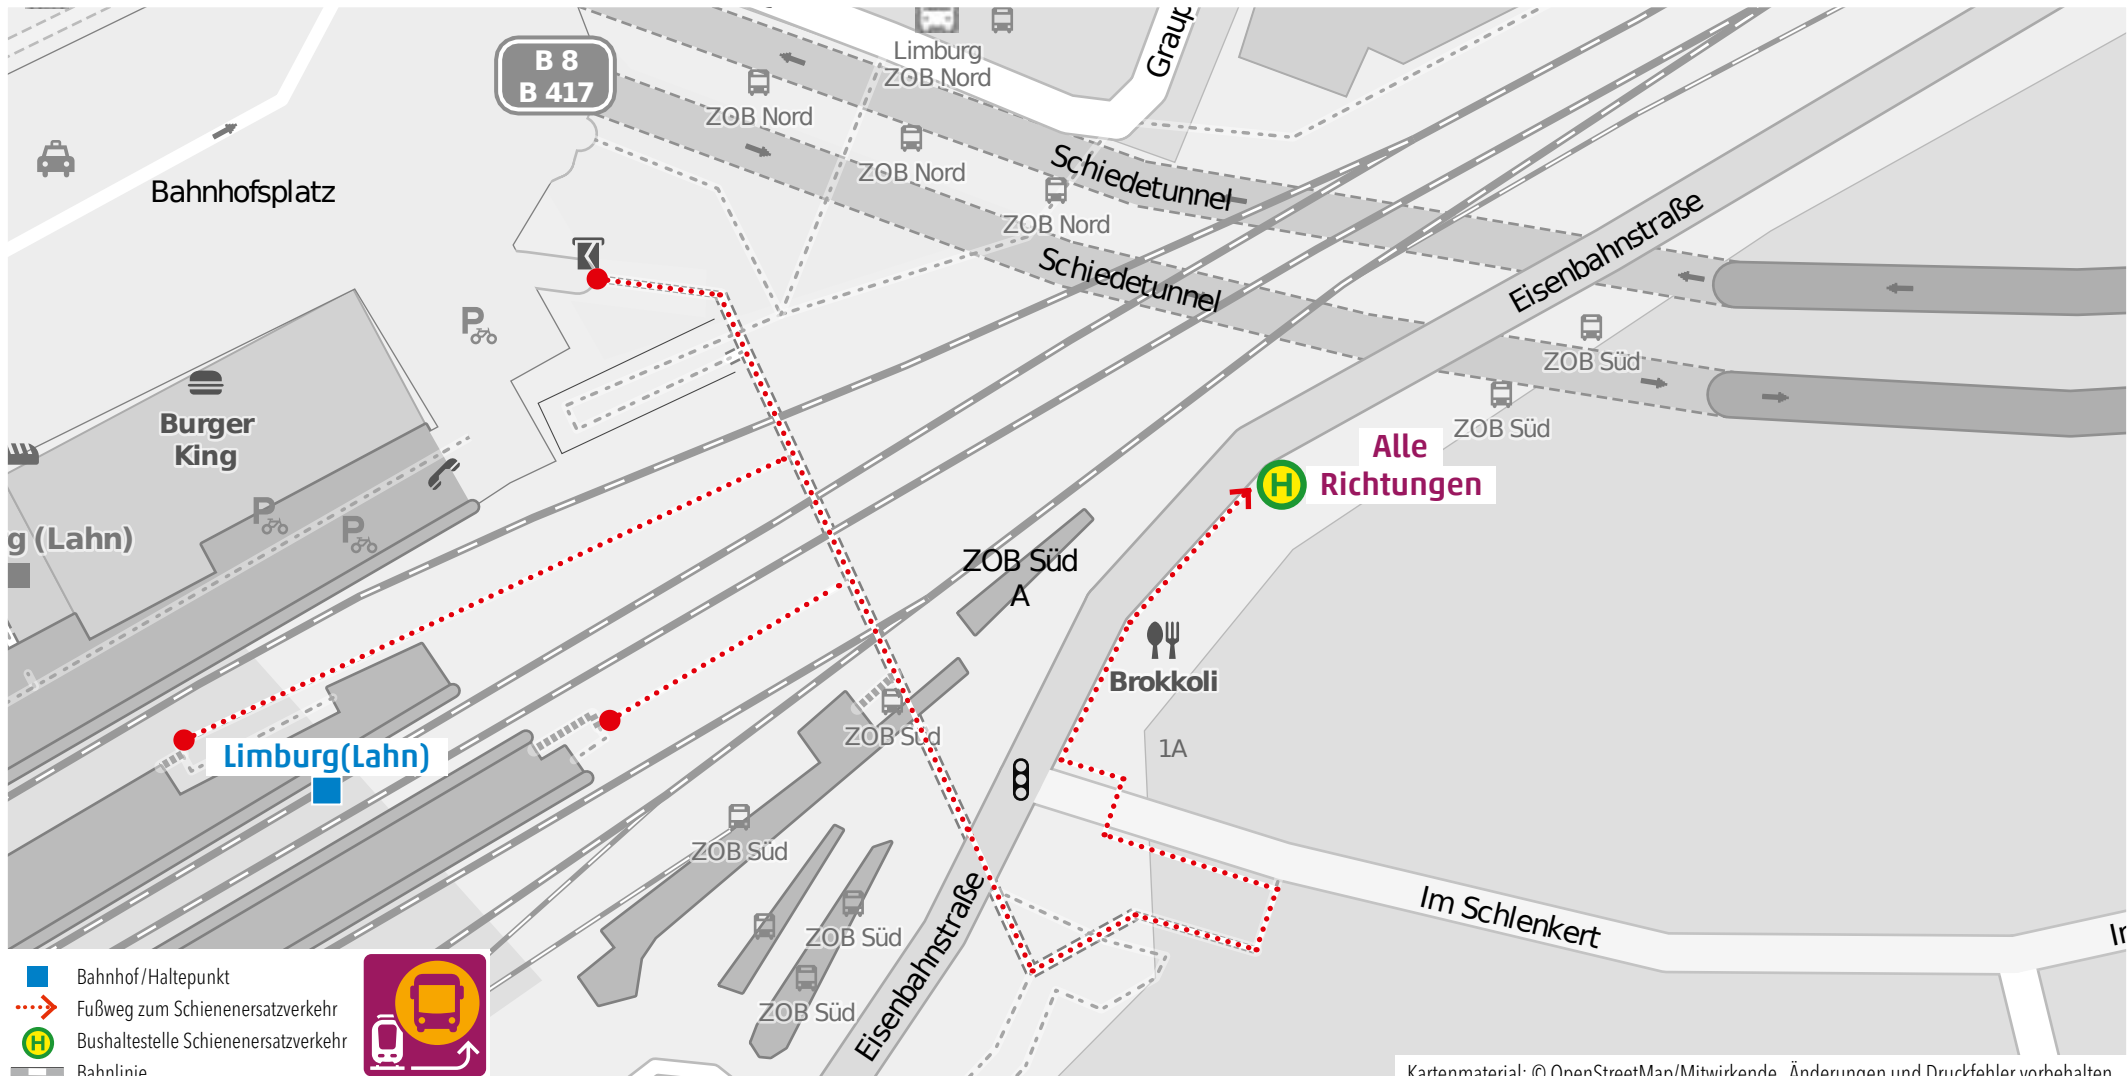 B 8
B 417
Limburg
ZOB Nord
Graup
ZOB Nord
ZOB Nord
ZOB Nord
Schiedetunnel
Schiedetunnel
Bahnhofsplatz
Eisenbahnstraße
P
ZOB Süd
ZOB Süd
Burger
King
Alle
Richtungen
H
P
P
g (Lahn)
ZOB Süd
A
Brokkoli
ZOB Süd
1A
Limburg(Lahn)
ZOB Süd
ZOB Süd
ZOB Süd
Eisenbahnstraße
Im Schlenkert
Ir
Bahnhof/Haltepunkt
Fußweg zum Schienenersatzverkehr
H Bushaltestelle Schienenersatzverkehr
Bahnlinie
Kartenmaterial: © OpenStreetMap/Mitwirkende, Änderungen und Druckfehler vorbehalten